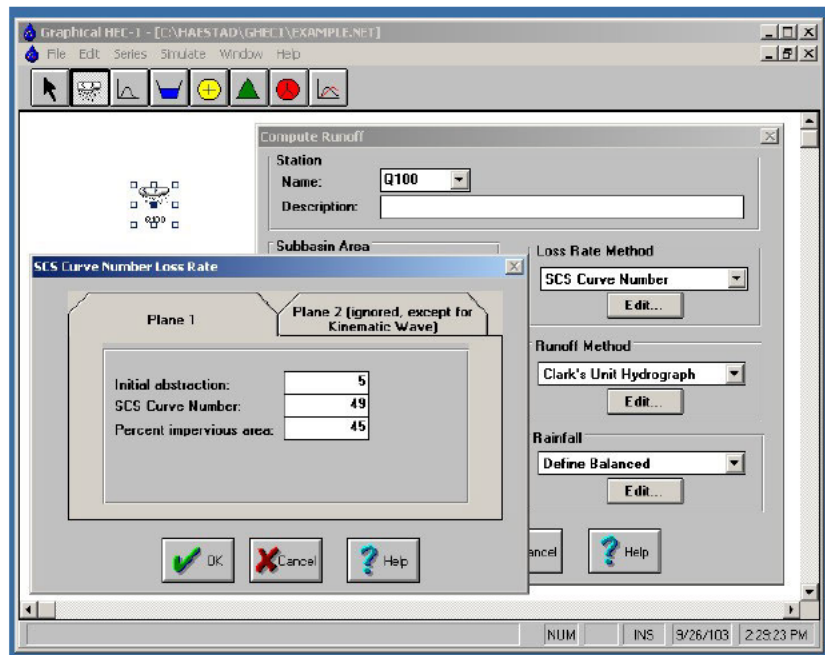 Graphical HEC-1 - [C:\HAESTAD\GHEC1\EXAMPLE.NET]
File Edit Series Simulate Window Help
Compute Runoff
Station
Name: Q100
Description:
Q100
Subbasin Area
Loss Rate Method
SCS Curve Number
Edit...
Runoff Method
Clark's Unit Hydrograph
Edit...
Rainfall
Define Balanced
Edit...
ancel
Help
SCS Curve Number Loss Rate
Plane 1
Plane 2 (ignored, except for
Kinematic Wave)
Initial abstraction: 5
SCS Curve Number: 49
Percent impervious area: 45
OK
Cancel
Help
NUM INS 9/26/103 2:29:23 PM